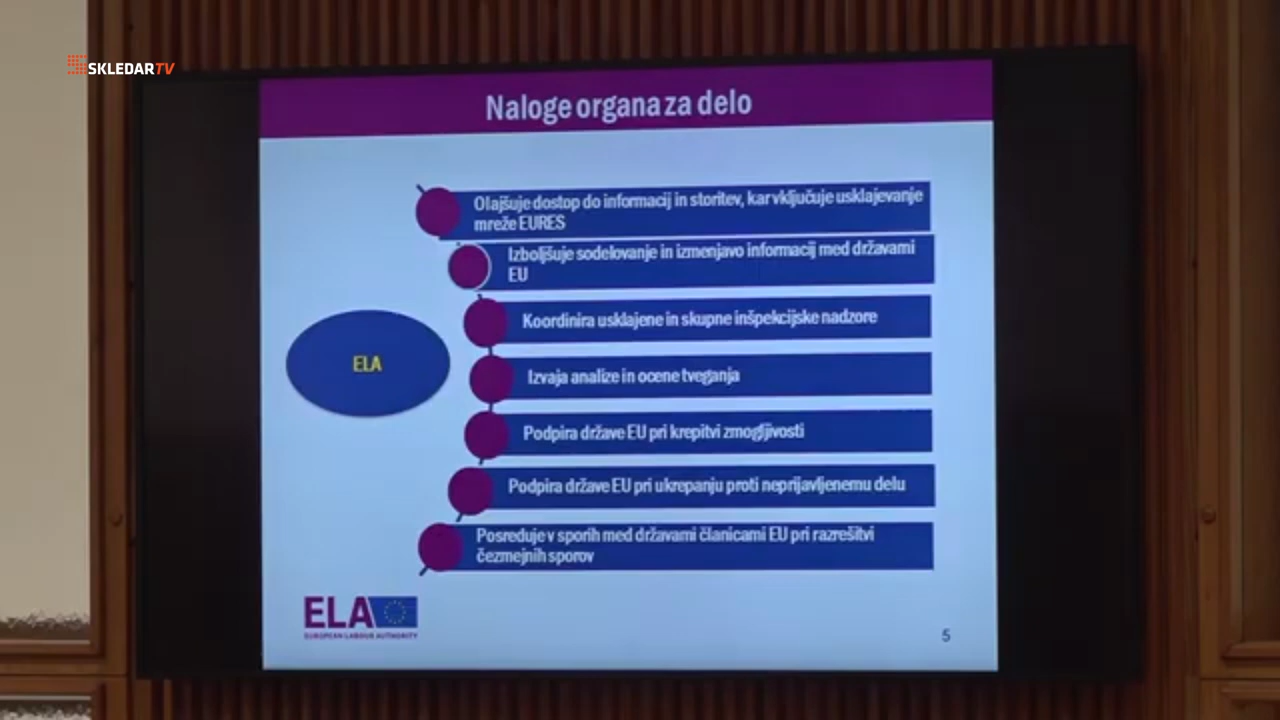 SKLEDARTV
Naloge organa za delo
Olajšuje dostop do informacij in storitev, kar vključuje usklajevanje
mreže EURES
Izboljšuje sodelovanje in izmenjavo informacij med državami
EU
Koordinira usklajene in skupne inšpekcijske nadzore
ELA
Izvaja analize in ocene tveganja
Podpira države EU pri krepitvi zmogljivosti
Podpira države EU pri ukrepanju proti neprijavljenemu delu
Posreduje v sporih med državami članicami EU pri razrešitvi
čezmejnih sporov
ELA
EUROPEAN LABOUR AUTHORITY
5